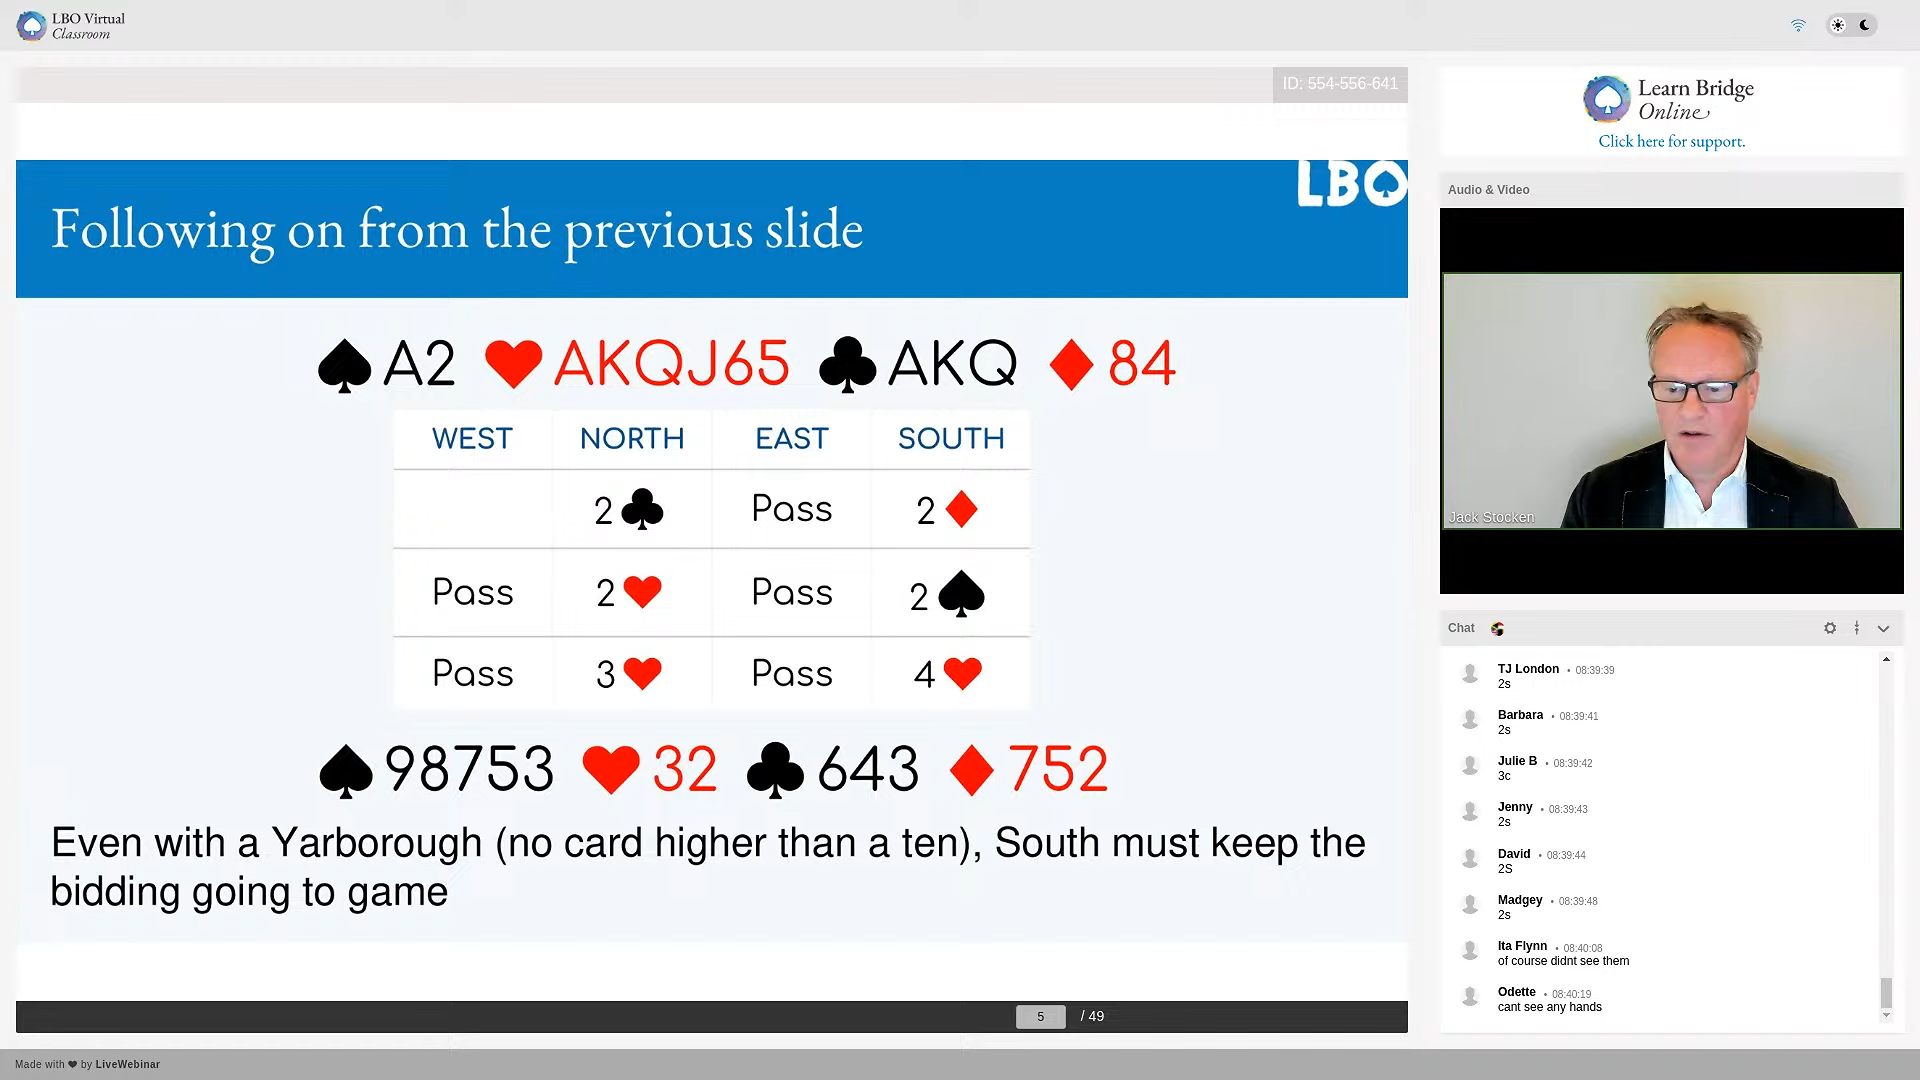 LBO Virtual
Classroom
ID: 554-556-641
LBO
Following on from the previous slide
♠A2 ♥AKQJ65 ♣AKQ ♦84
WEST NORTH EAST SOUTH
2♣ Pass 2♦
Pass 2♥ Pass 2♠
Pass 3♥ Pass 4♥
♠98753 ♥32 ♣643 ♦752
Even with a Yarborough (no card higher than a ten), South must keep the
bidding going to game
5 / 49
Learn Bridge
Online
Click here for support.
Audio & Video
Jack Stocken
Chat
TJ London • 08:39:39
2s
Barbara • 08:39:41
2s
Julie B • 08:39:42
3c
Jenny • 08:39:43
2s
David • 08:39:44
2S
Madgey • 08:39:48
2s
Ita Flynn • 08:40:08
of course didnt see them
Odette • 08:40:19
cant see any hands
Made with ❤ by LiveWebinar